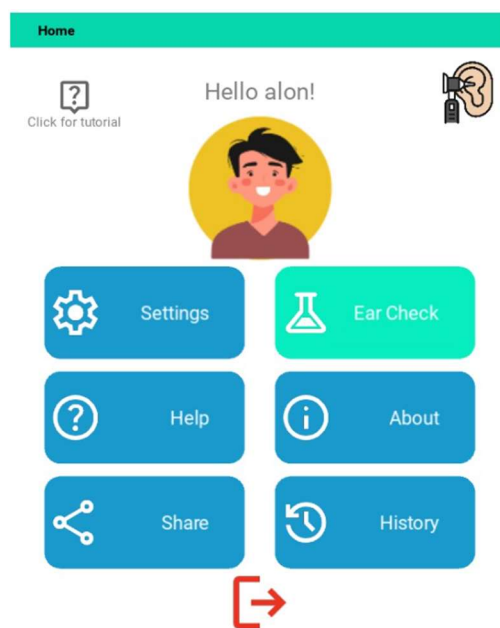 Home
Hello alon!
Click for tutorial
Settings
Ear Check
Help
About
Share
History